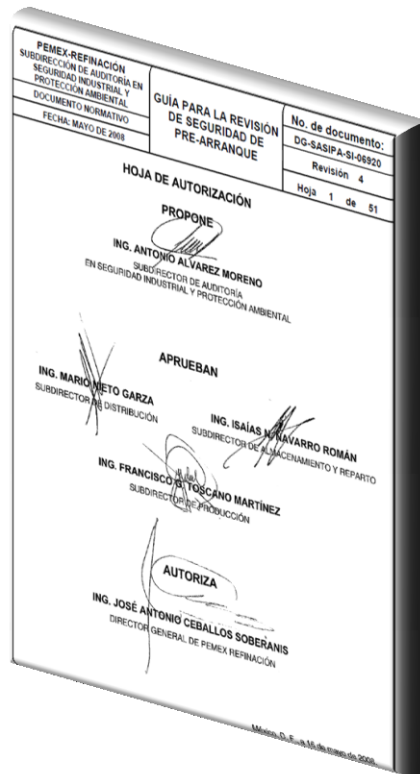 PEMEX-REFINACIÓN
SUBDIRECCIÓN DE AUDITORÍA EN
SEGURIDAD INDUSTRIAL Y
PROTECCIÓN AMBIENTAL
DOCUMENTO NORMATIVO
FECHA: MAYO DE 2008
GUÍA PARA LA REVISIÓN
DE SEGURIDAD DE
PRE-ARRANQUE
No. de documento:
DG-SASIPA-SI-06920
Revisión 4
Hoja 1 de 51
HOJA DE AUTORIZACIÓN
PROPONE
ING. ANTONIO ALVAREZ MORENO
SUBDIRECTOR DE AUDITORÍA
EN SEGURIDAD INDUSTRIAL Y PROTECCIÓN AMBIENTAL
APRUEBAN
ING. MARIO NIETO GARZA
SUBDIRECTOR DE DISTRIBUCIÓN
ING. ISAÍAS N. NAVARRO ROMÁN
SUBDIRECTOR DE ALMACENAMIENTO Y REPARTO
ING. FRANCISCO G. TOSCANO MARTÍNEZ
SUBDIRECTOR DE PRODUCCIÓN
AUTORIZA
ING. JOSÉ ANTONIO CEBALLOS SOBERANIS
DIRECTOR GENERAL DE PEMEX REFINACIÓN
México, D. F., a 15 de mayo de 2008.